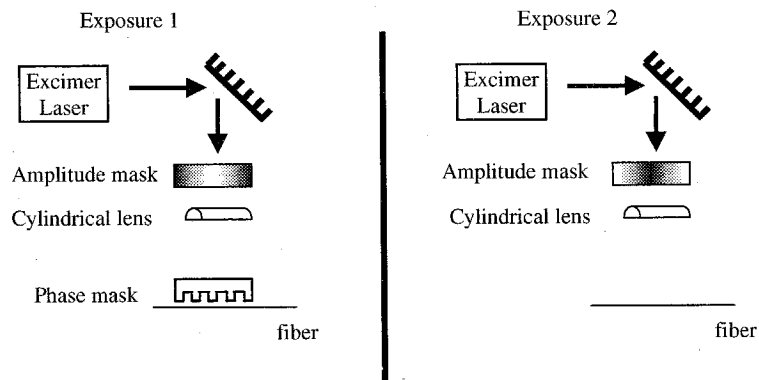 Exposure 1
Excimer
Laser
Amplitude mask
Cylindrical lens
Phase mask
fiber
Exposure 2
Excimer
Laser
Amplitude mask
Cylindrical lens
fiber